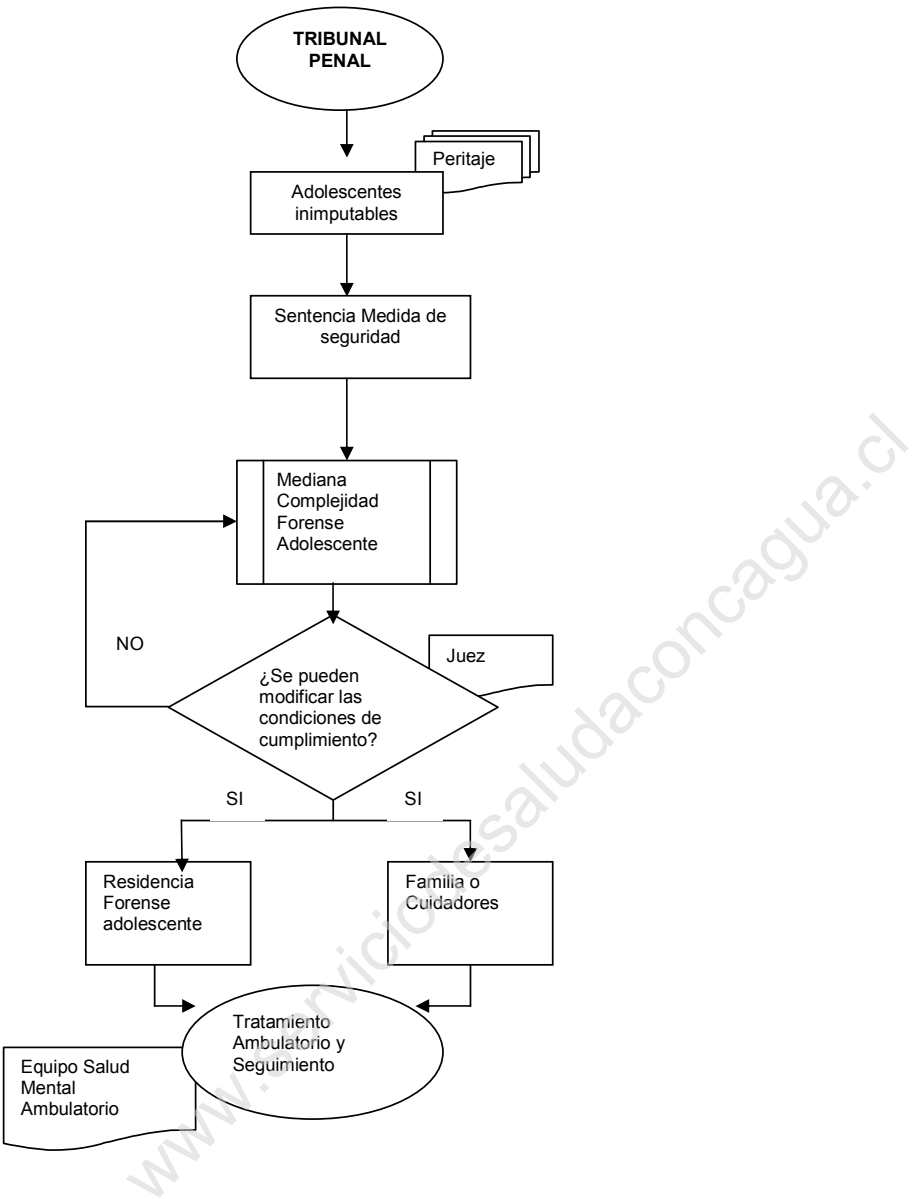 TRIBUNAL
PENAL
Peritaje
Adolescentes
inimputables
Sentencia Medida de
seguridad
Mediana
Complejidad
Forense
Adolescente
NO
Juez
¿Se pueden
modificar las
condiciones de
cumplimiento?
SI
SI
Residencia
Forense
adolescente
Familia o
Cuidadores
Tratamiento
Ambulatorio y
Seguimiento
Equipo Salud
Mental
Ambulatorio
www.serviciodesaludaconcagua.cl